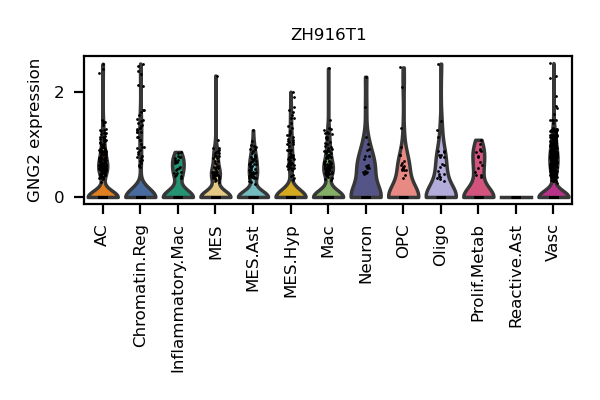 ZH916T1
GNG2 expression
2
0
AC
Chromatin.Reg
Inflammatory.Mac
MES
MES.Ast
MES.Hyp
Mac
Neuron
OPC
Oligo
Prolif.Metab
Reactive.Ast
Vasc